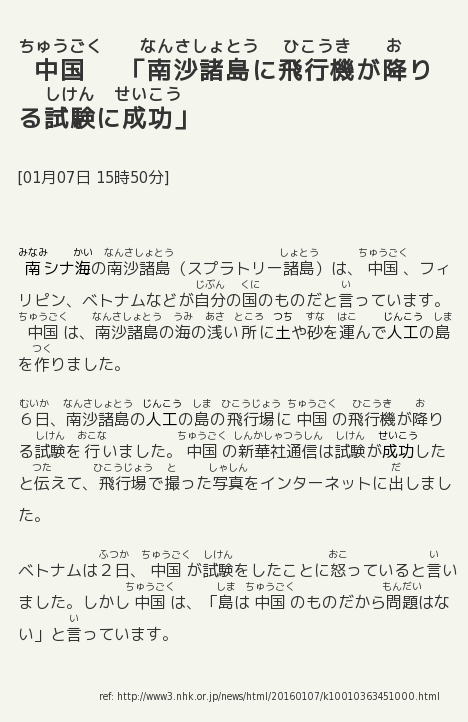 ちゅうごく なんさしょとう ひこうき お
中国 「南沙諸島に飛行機が降り
しけん せいこう
る試験に成功」
[01月07日 15時50分]
みなみ かい なんさしょとう しょとう ちゅうごく
南シナ海の南沙諸島（スプラトリー諸島）は、中国、フィ
じぶん くに い
リピン、ベトナムなどが自分の国のものだと言っています。
ちゅうごく なんさしょとう うみ あさ ところ つち すな はこ じんこう しま
中国は、南沙諸島の海の浅い所に土や砂を運んで人工の島
つく
を作りました。
むいか なんさしょとう じんこう しま ひこうじょう ちゅうごく ひこうき お
６日、南沙諸島の人工の島の飛行場に中国の飛行機が降り
しけん おこな ちゅうごく しんかしゃつうしん しけん せいこう
る試験を行いました。中国の新華社通信は試験が成功した
つた ひこうじょう と しゃしん だ
と伝えて、飛行場で撮った写真をインターネットに出しまし
た。
ふつか ちゅうごく しけん おこ い
ベトナムは２日、中国が試験をしたことに怒っていると言い
ちゅうごく しま ちゅうごく もんだい
ました。しかし中国は、「島は中国のものだから問題はな
い
い」と言っています。
ref: http://www3.nhk.or.jp/news/html/20160107/k10010363451000.html